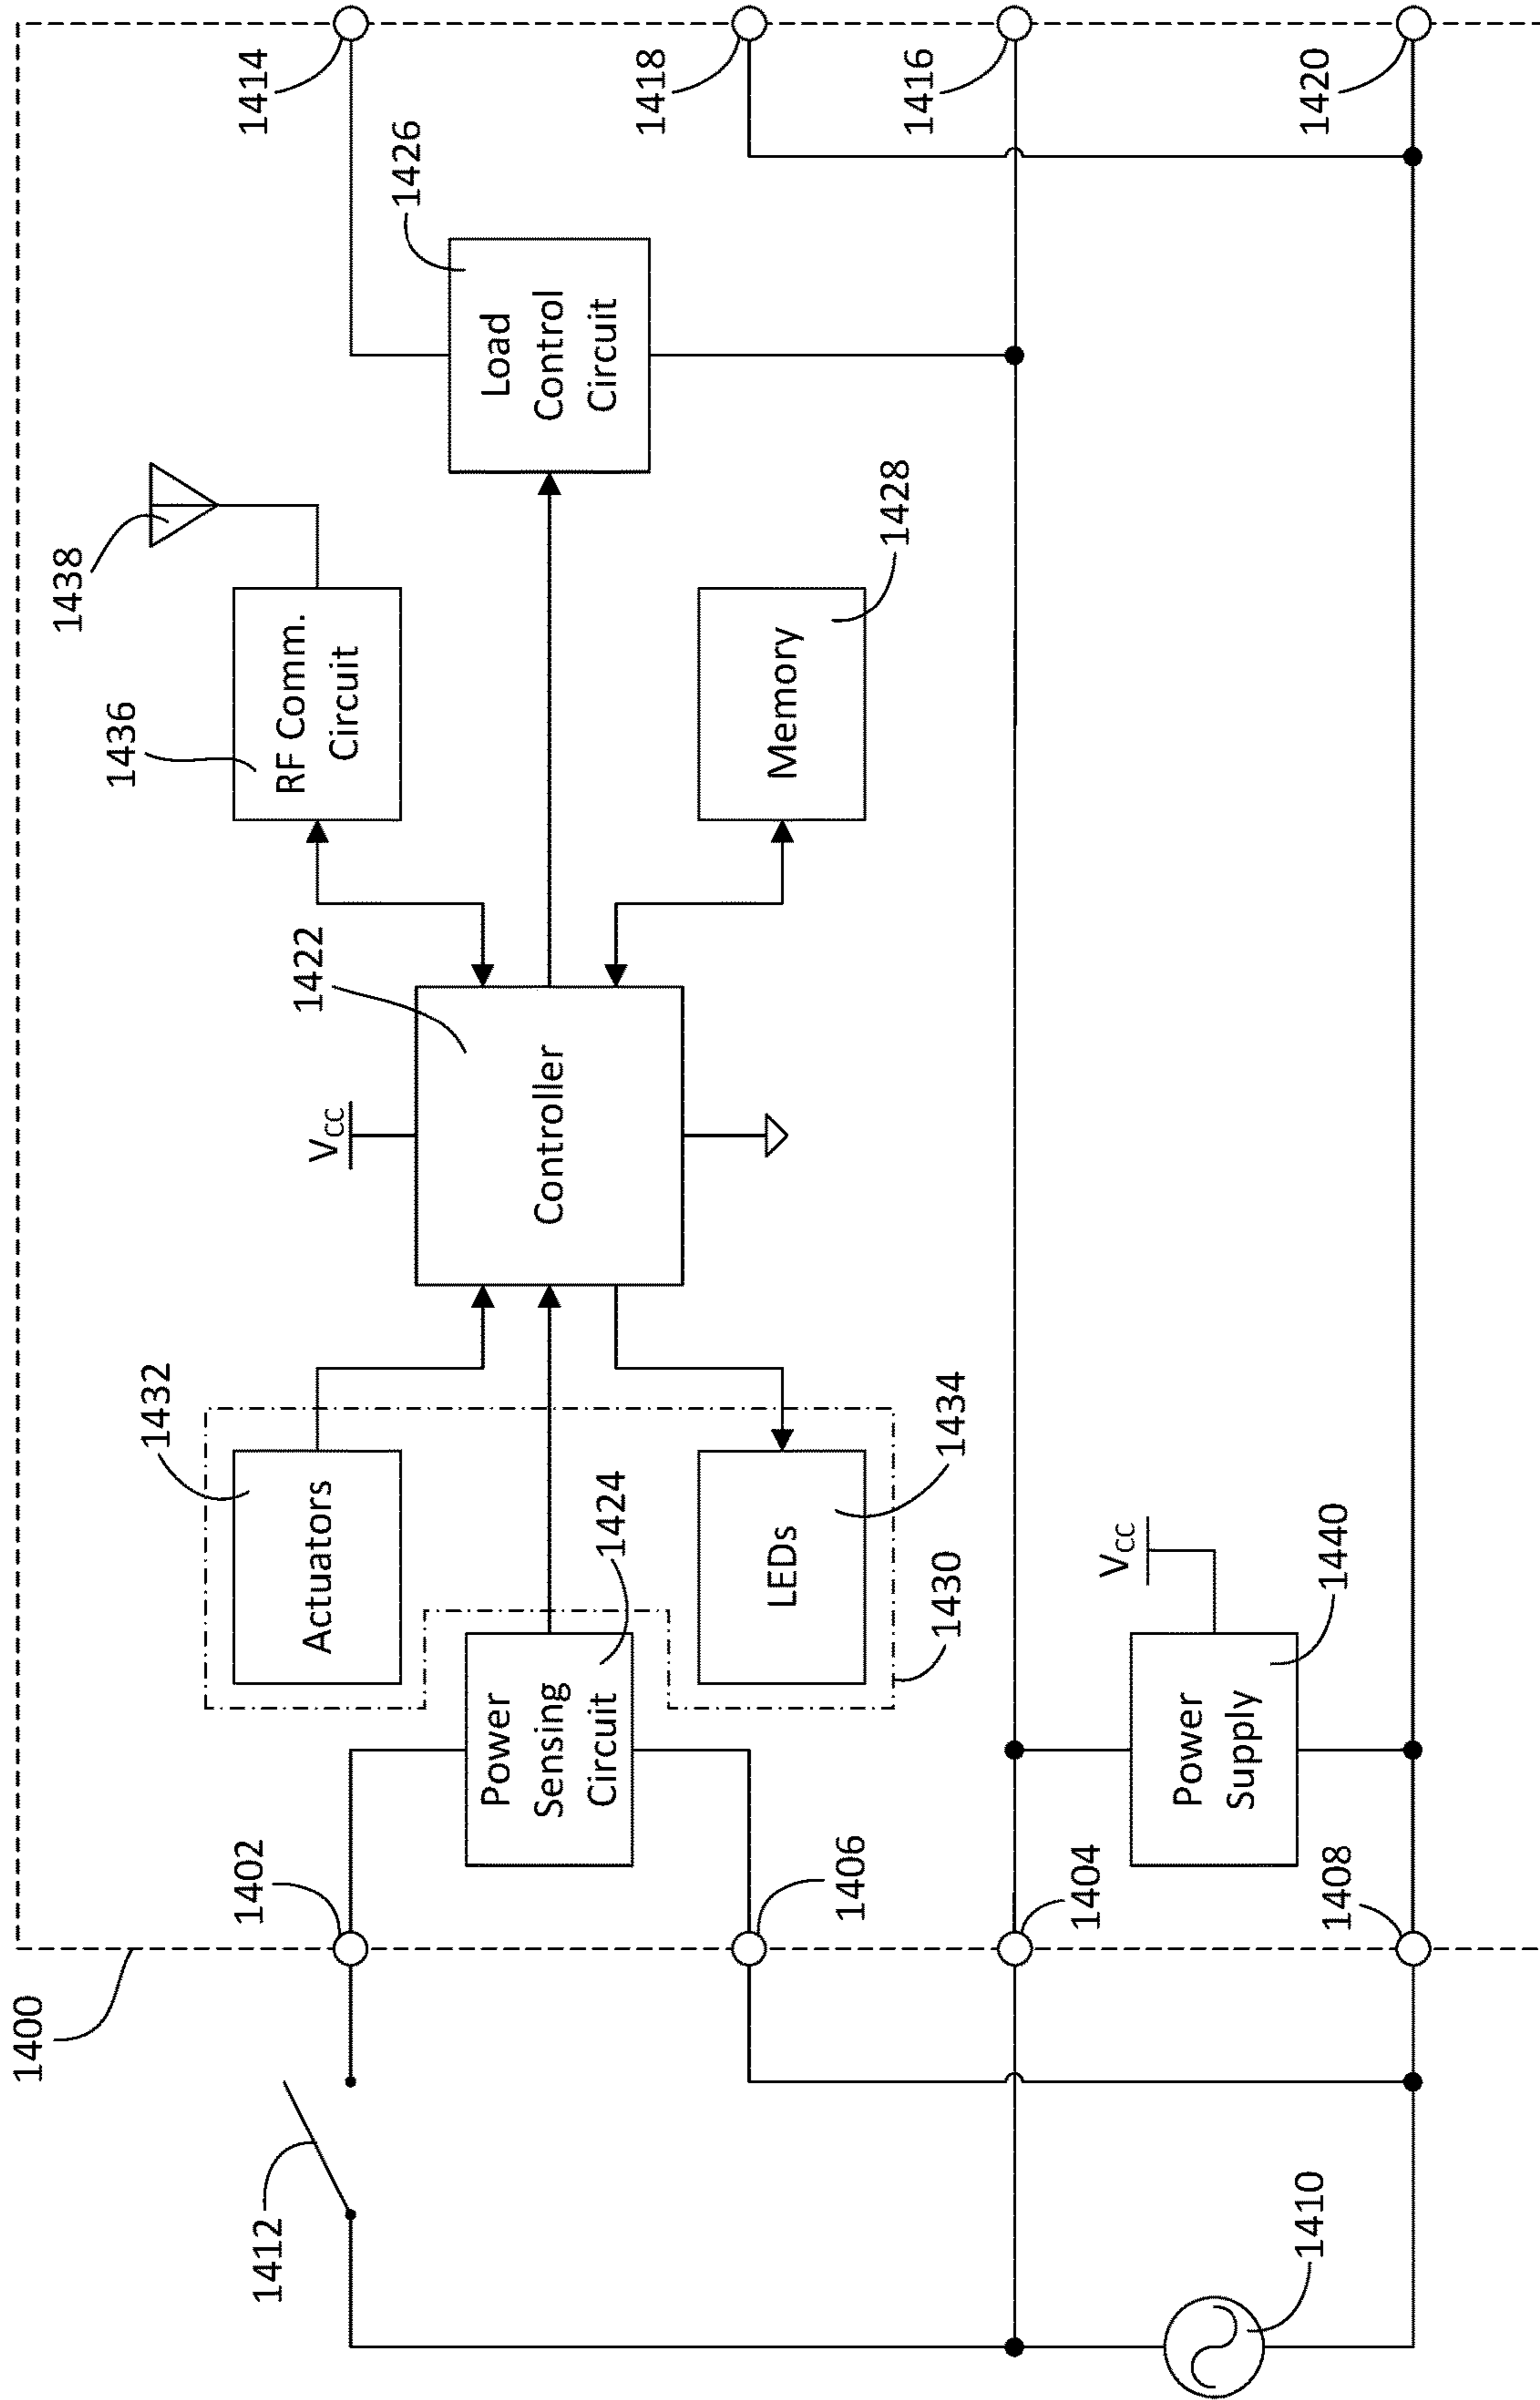 1400
1412
1410
1402
1406
1404
1408
Actuators
1432
Power
Sensing
Circuit
1424
LEDs
1434
1430
Power
Supply
1440
VCC
VCC
Controller
1422
RF Comm.
Circuit
1436
1438
Memory
1428
Load
Control
Circuit
1426
1414
1418
1416
1420